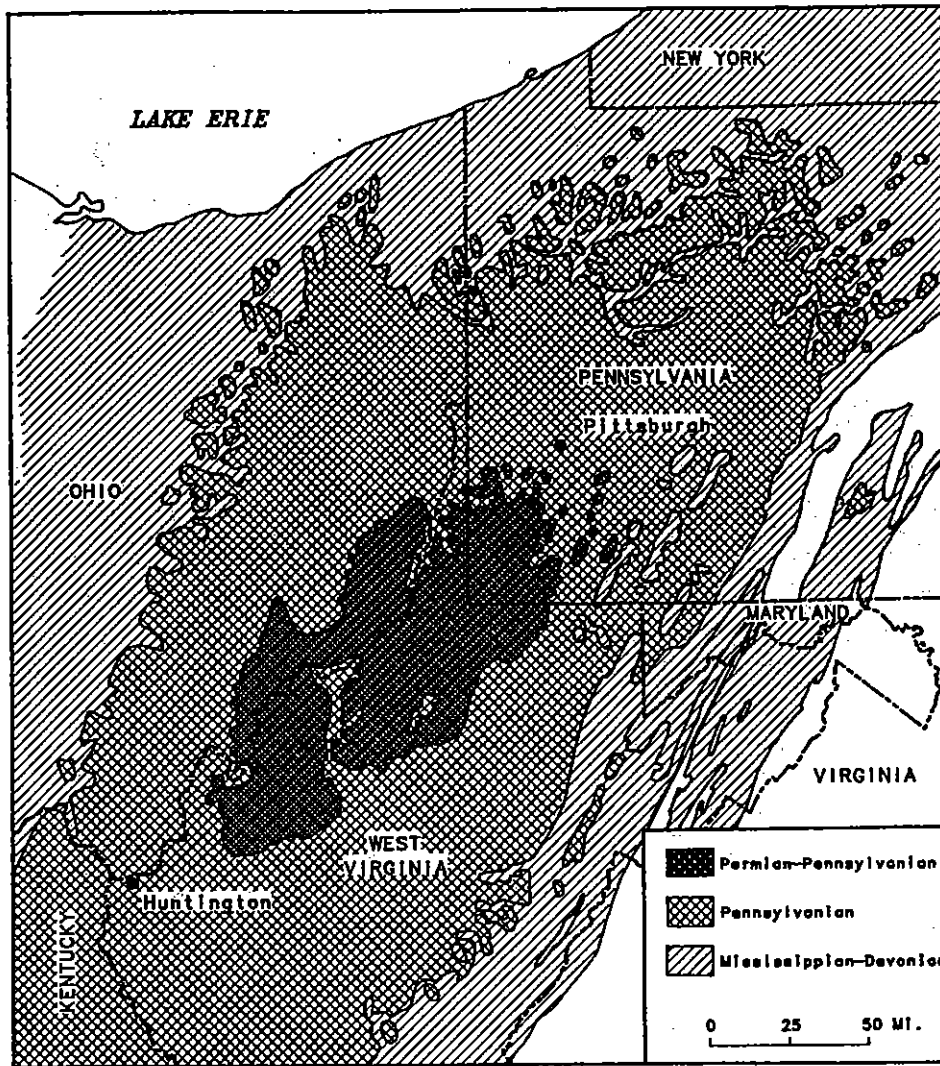 NEW YORK
LAKE ERIE
PENNSYLVANIA
Pittsburgh
OHIO
MARYLAND
VIRGINIA
WEST
VIRGINIA
Huntington
KENTUCKY
Permian-Pennsylvanian
Pennsylvanian
Mississippian-Devonian
0 25 50 MI.